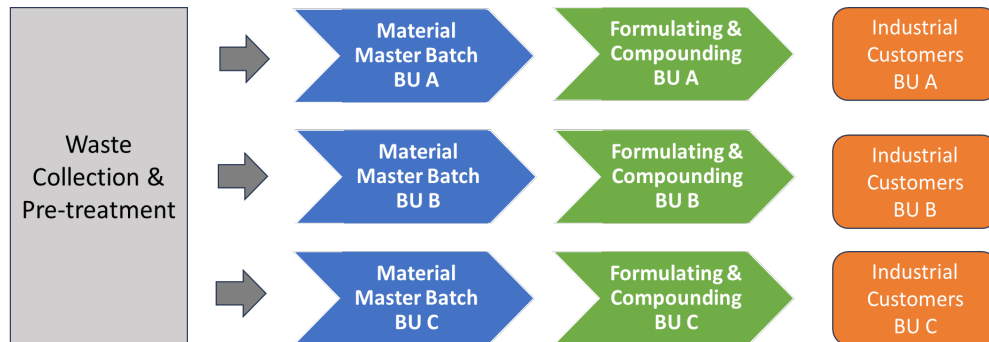 Waste
Collection &
Pre-treatment
Material
Master Batch
BU A
Formulating &
Compounding
BU A
Industrial
Customers
BU A
Material
Master Batch
BU B
Formulating &
Compounding
BU B
Industrial
Customers
BU B
Material
Master Batch
BU C
Formulating &
Compounding
BU C
Industrial
Customers
BU C